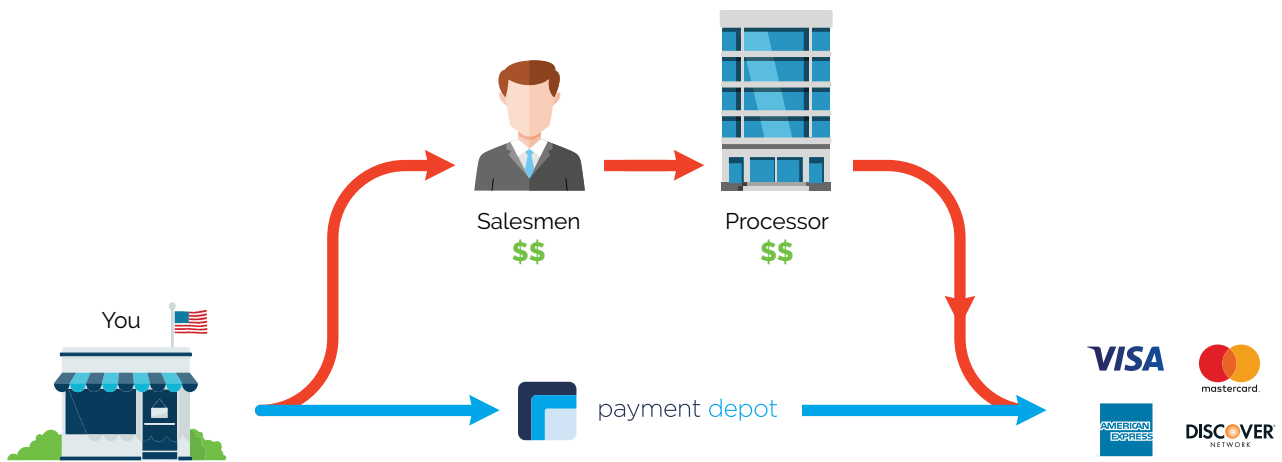 Salesmen
$$
Processor
$$
You
payment depot
VISA
mastercard.
AMERICAN
EXPRESS
DISCOVER
NETWORK